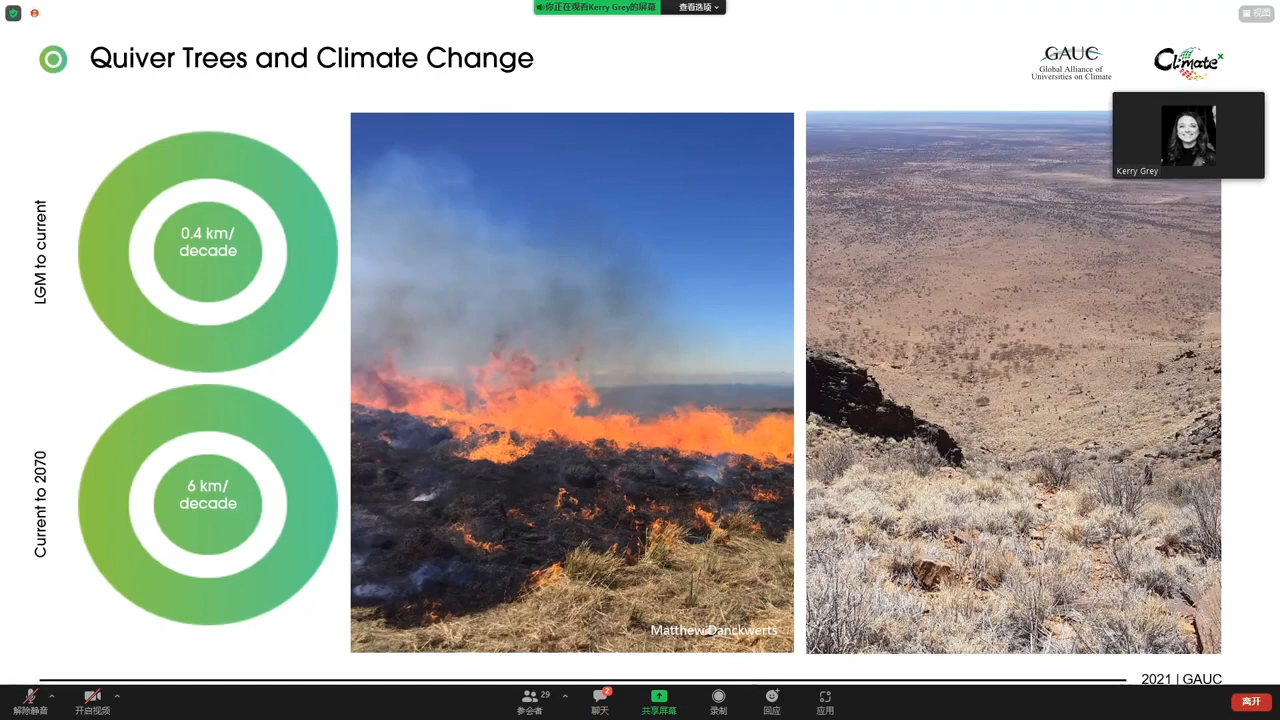 你正在观看Kerry Grey的屏幕
查看选项
视图
Quiver Trees and Climate Change
GAUC
Global Alliance of
Universities on Climate
Climate x
Kerry Grey
LGM to current
0.4 km/
decade
Current to 2070
6 km/
decade
Matthew Danckwerts
2021 | GAUC
解除静音
开启视频
29
参会者
2
聊天
共享屏幕
录制
回应
应用
离开